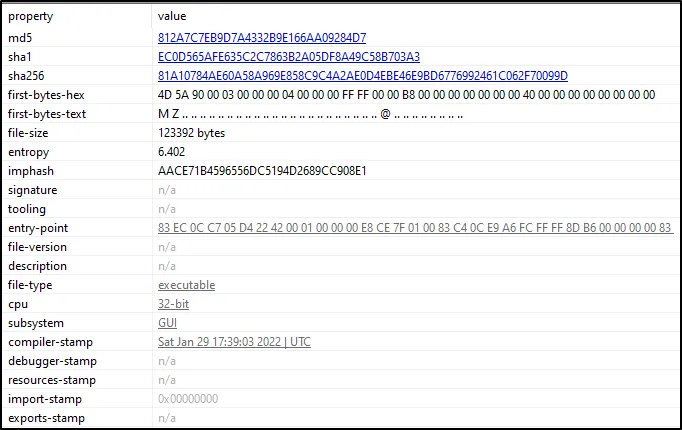 property value
md5 812A7C7EB9D7A4332B9E166AA09284D7
sha1 EC0D565AFE635C2C7863B2A05DF8A49C58B703A3
sha256 81A10784AE60A58A969E858C9C4A2AE0D4EBE46E9BD6776992461C062F70099D
first-bytes-hex 4D 5A 90 00 03 00 00 00 04 00 00 00 FF FF 00 00 B8 00 00 00 00 00 00 00 40 00 00 00 00 00 00 00
first-bytes-text M Z .. .. .. .. .. .. .. .. .. .. .. .. .. .. .. .. .. .. .. .. .. .. @ .. .. .. .. .. .. ..
file-size 123392 bytes
entropy 6.402
imphash AACE71B4596556DC5194D2689CC908E1
signature n/a
tooling n/a
entry-point 83 EC 0C C7 05 D4 22 42 00 01 00 00 00 E8 CE 7F 01 00 83 C4 0C E9 A6 FC FF FF 8D B6 00 00 00 00 83
file-version n/a
description n/a
file-type executable
cpu 32-bit
subsystem GUI
compiler-stamp Sat Jan 29 17:39:03 2022 | UTC
debugger-stamp n/a
resources-stamp n/a
import-stamp 0x00000000
exports-stamp n/a